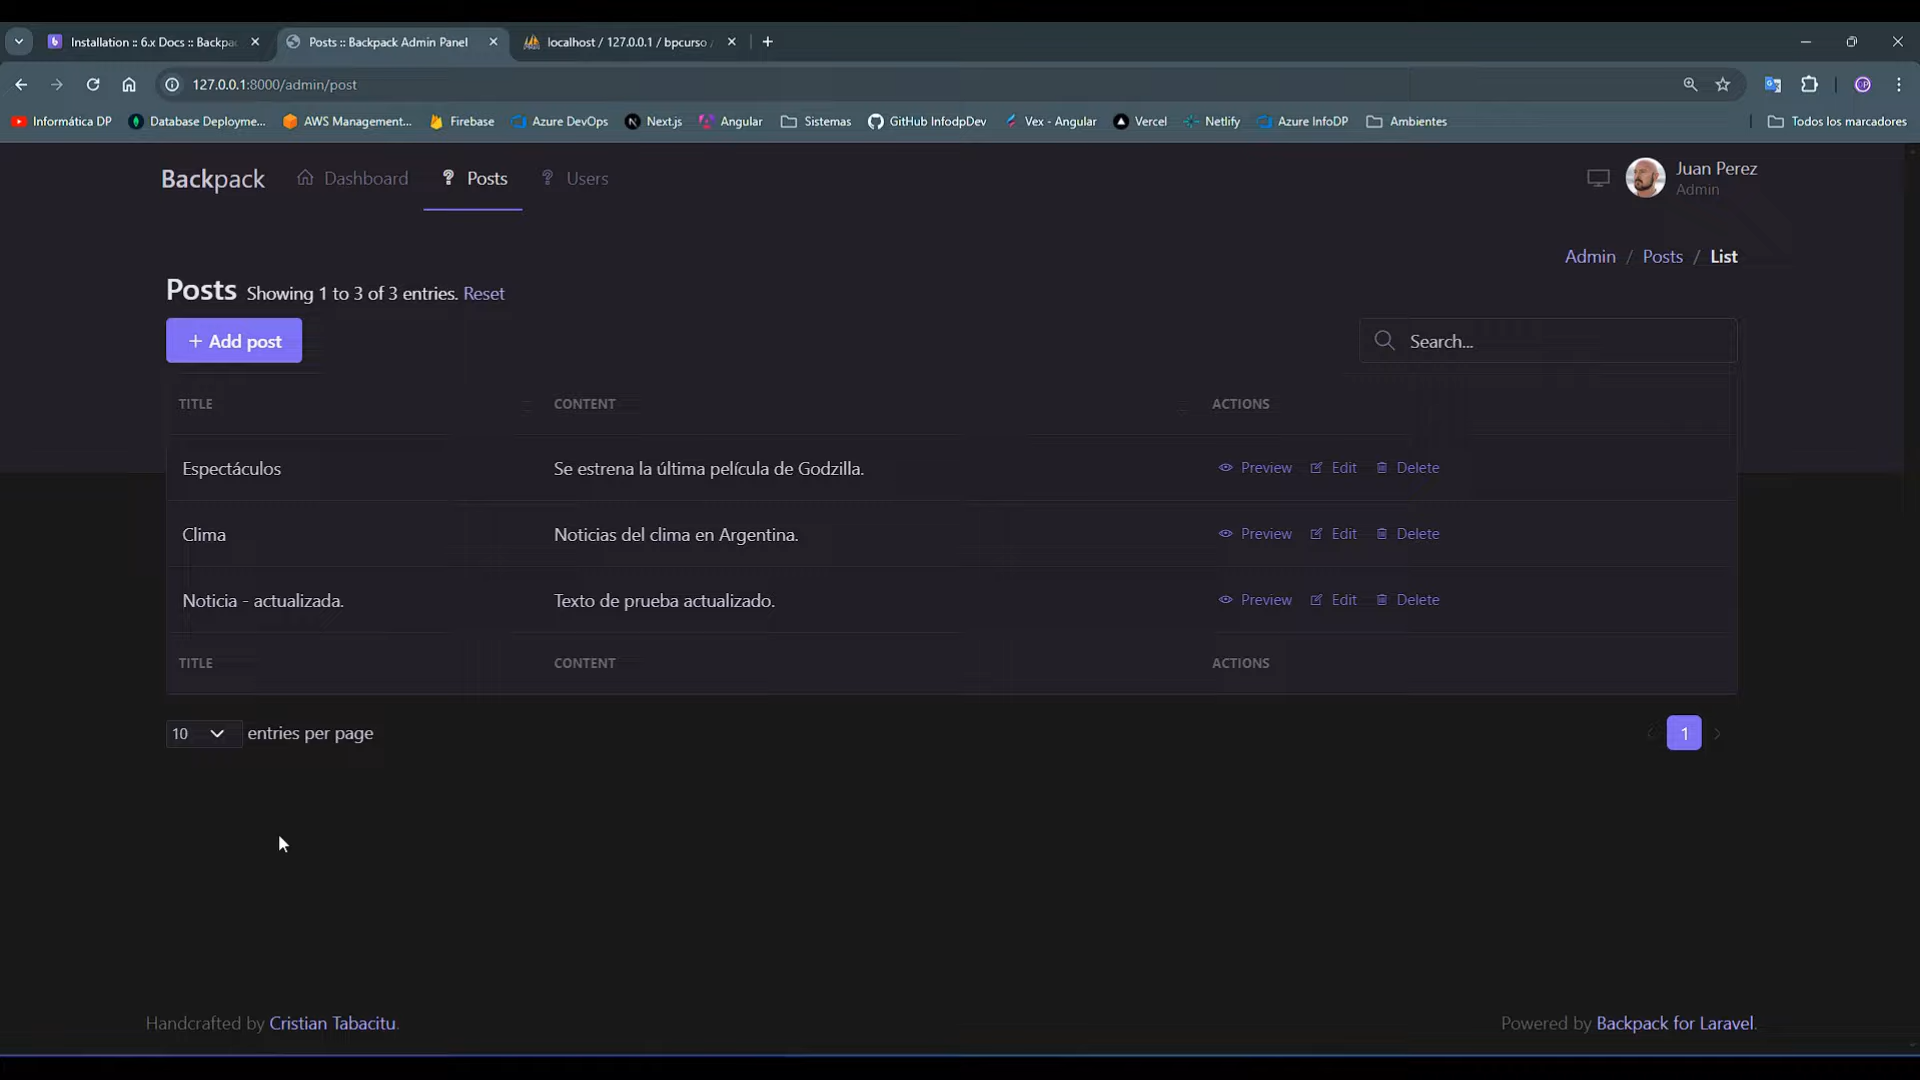 Installation :: 6.x Docs :: Backpa
Posts :: Backpack Admin Panel
localhost / 127.0.0.1 / bpcurso
127.0.0.1:8000/admin/post
Informática DP
Database Deployme...
AWS Management...
Firebase
Azure DevOps
Next.js
Angular
Sistemas
GitHub InfodpDev
Vex - Angular
Vercel
Netlify
Azure InfoDP
Ambientes
Todos los marcadores
Backpack
Dashboard
? Posts
? Users
Juan Perez
Admin
Admin / Posts / List
Posts Showing 1 to 3 of 3 entries. Reset
+ Add post
Search...
TITLE CONTENT ACTIONS
Espectáculos Se estrena la última película de Godzilla. Preview Edit Delete
Clima Noticias del clima en Argentina. Preview Edit Delete
Noticia - actualizada. Texto de prueba actualizado. Preview Edit Delete
TITLE CONTENT ACTIONS
10 entries per page
1
Handcrafted by Cristian Tabacitu.
Powered by Backpack for Laravel.